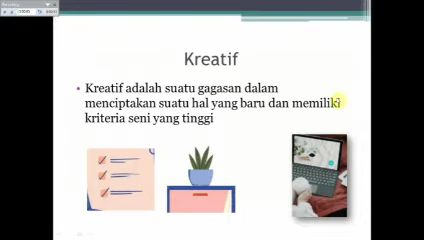 Kreatif
• Kreatif adalah suatu gagasan dalam
menciptakan suatu hal yang baru dan memiliki
kriteria seni yang tinggi